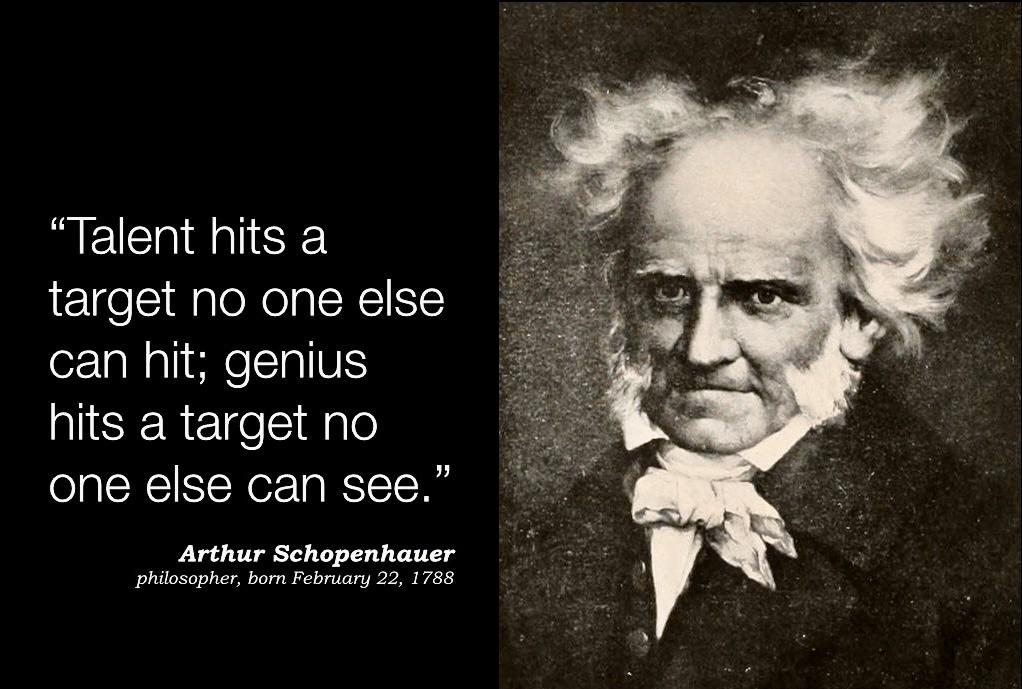 “Talent hits a
target no one else
can hit; genius
hits a target no
one else can see.”
Arthur Schopenhauer
philosopher, born February 22, 1788